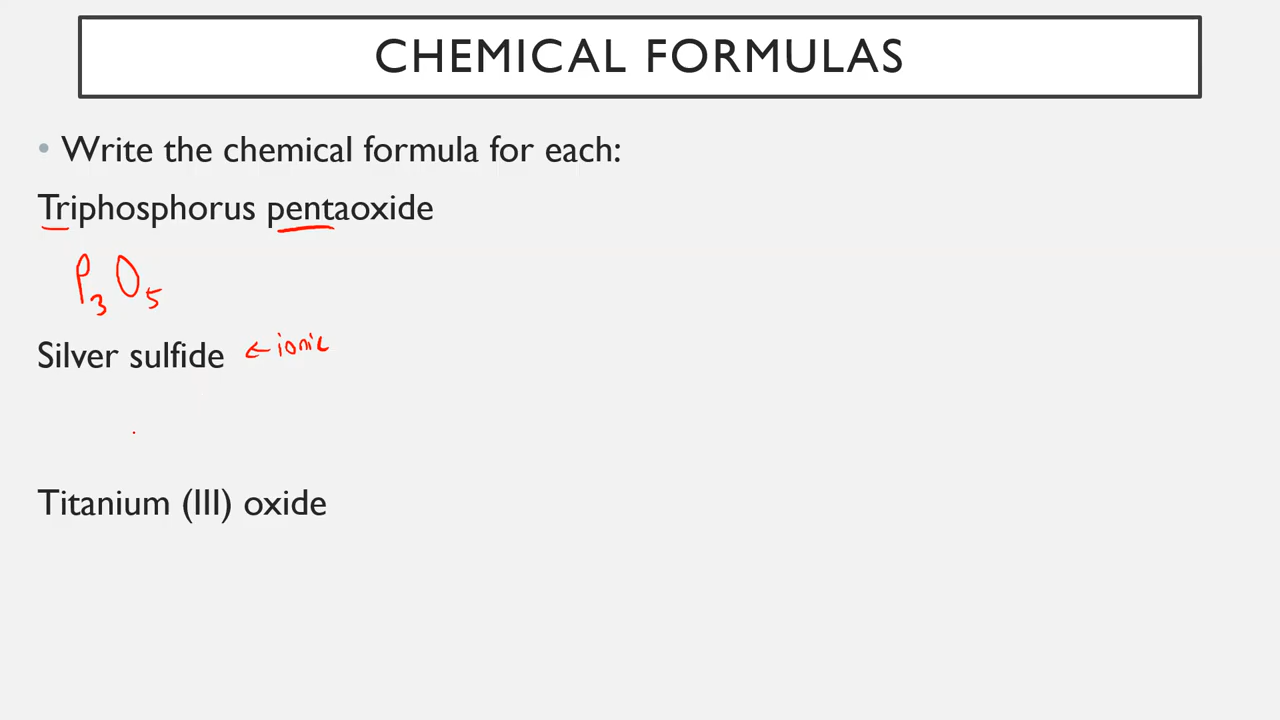 CHEMICAL FORMULAS
• Write the chemical formula for each:
Triphosphorus pentaoxide
P3O5
Silver sulfide ← ionic
Titanium (III) oxide